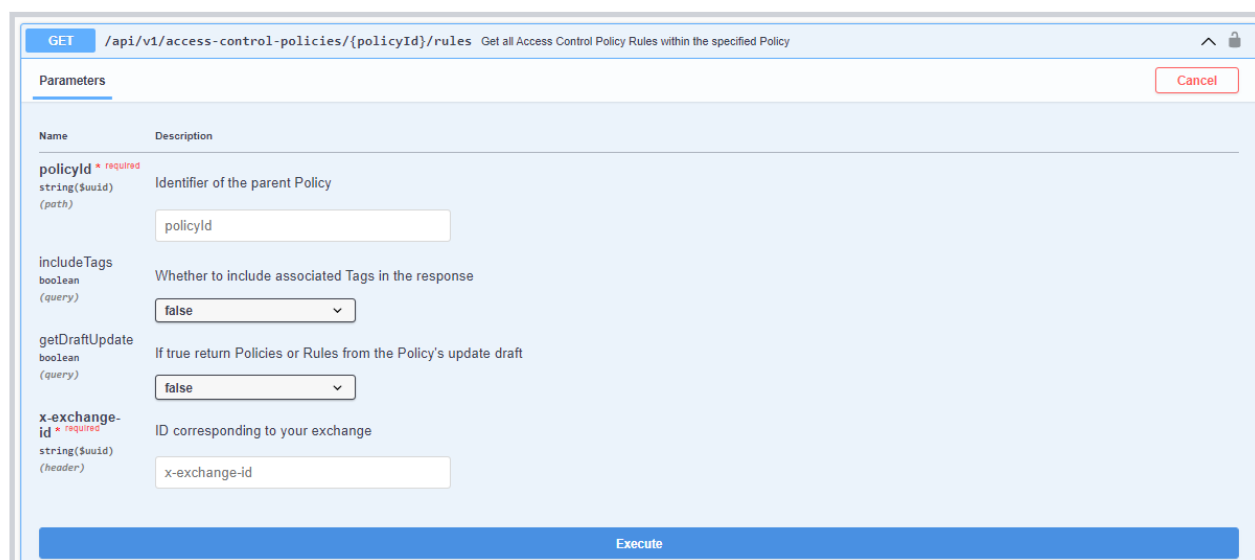 GET /api/v1/access-control-policies/{policyId}/rules Get all Access Control Policy Rules within the specified Policy
Parameters
Cancel
Name Description
policyId * required
string($uuid)
(path)
Identifier of the parent Policy
policyId
includeTags
boolean
(query)
Whether to include associated Tags in the response
false
getDraftUpdate
boolean
(query)
If true return Policies or Rules from the Policy's update draft
false
x-exchange-
id * required
string($uuid)
(header)
ID corresponding to your exchange
x-exchange-id
Execute